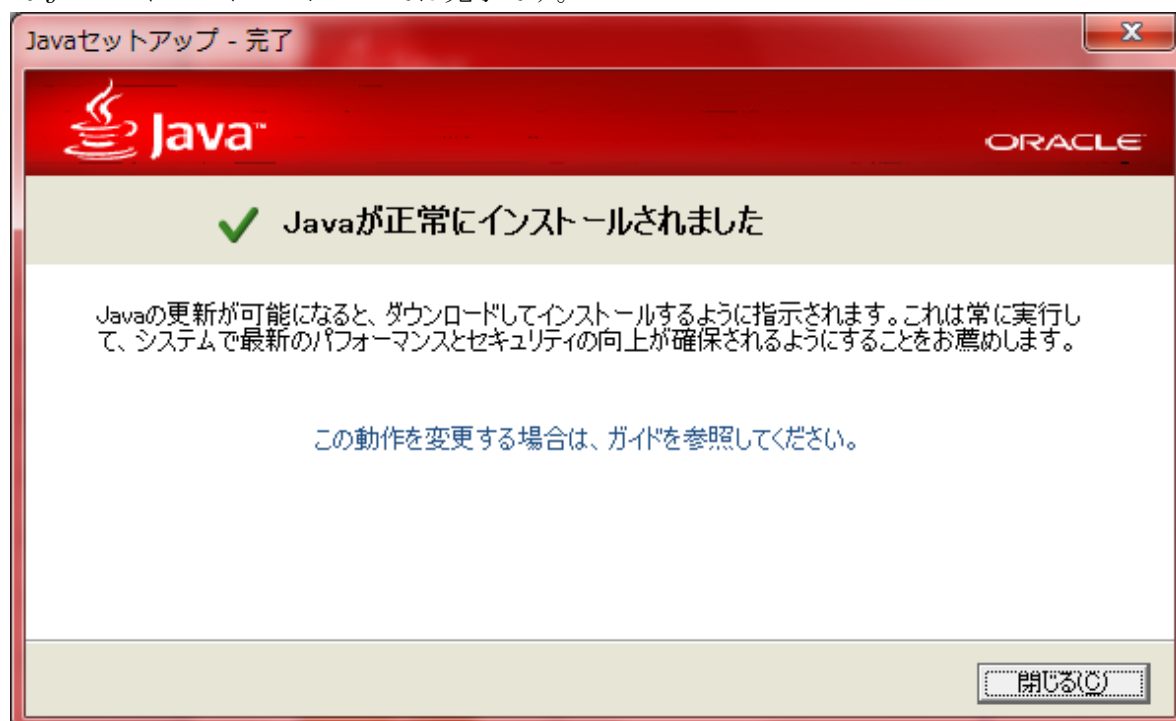 Javaセットアップ - 完了
Java™
ORACLE
Javaが正常にインストールされました
Javaの更新が可能になると、ダウンロードしてインストールするように指示されます。これは常に実行し
て、システムで最新のパフォーマンスとセキュリティの向上が確保されるようにすることをお薦めします。
この動作を変更する場合は、ガイドを参照してください。
閉じる(C)